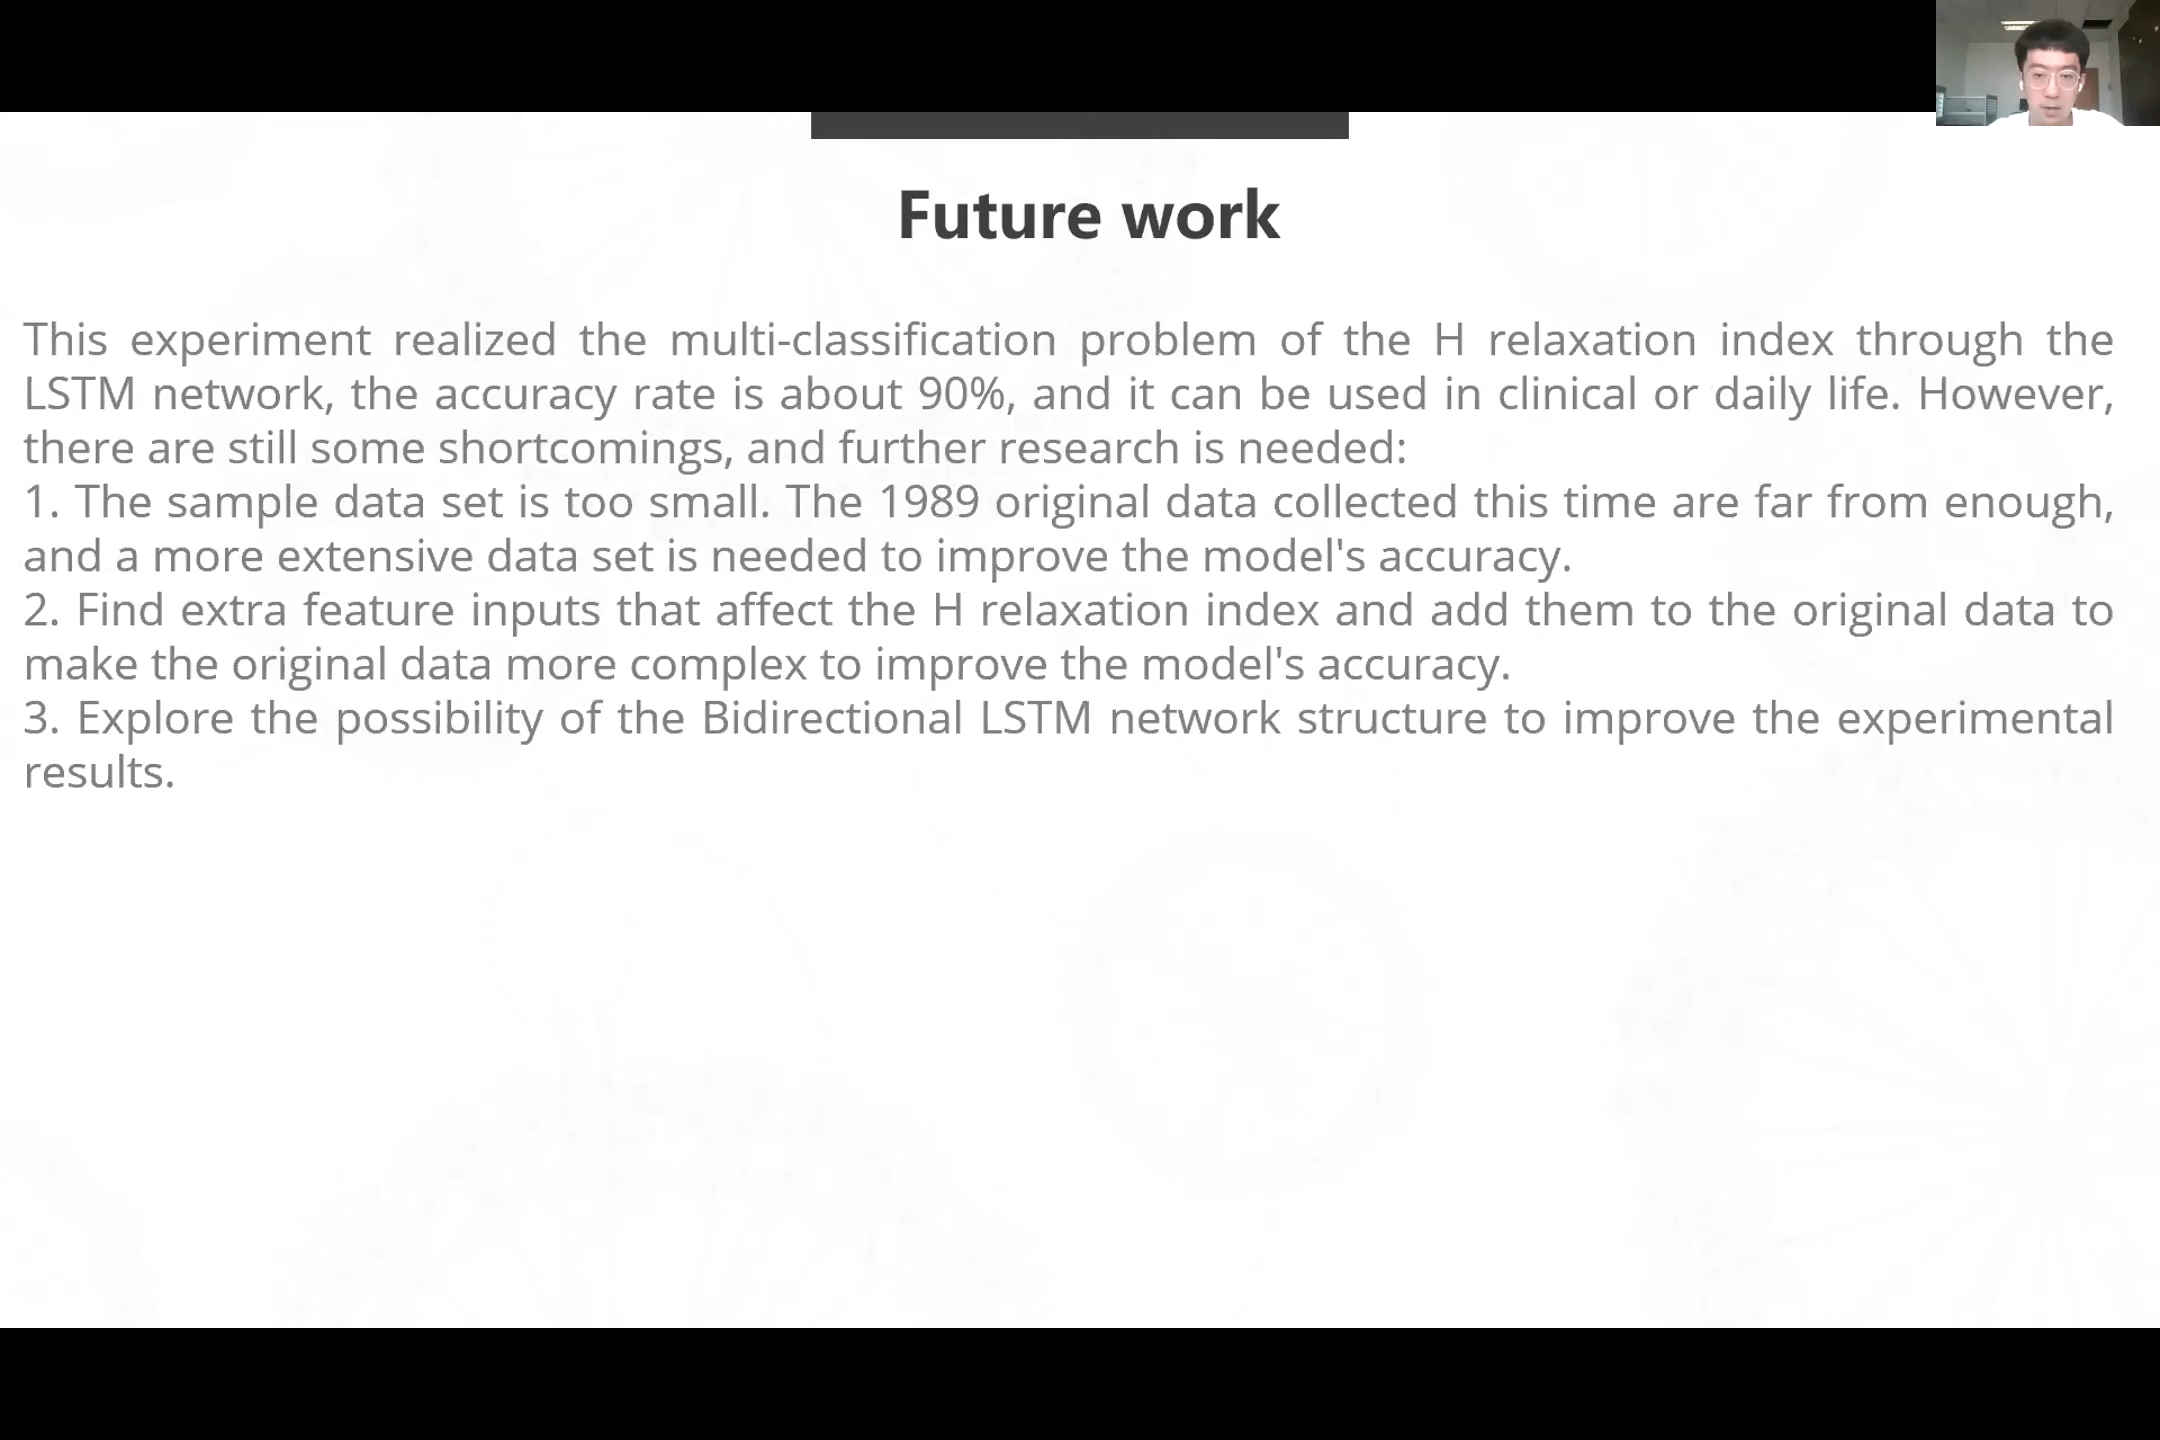 Future work
This experiment realized the multi-classification problem of the H relaxation index through the
LSTM network, the accuracy rate is about 90%, and it can be used in clinical or daily life. However,
there are still some shortcomings, and further research is needed:
1. The sample data set is too small. The 1989 original data collected this time are far from enough,
and a more extensive data set is needed to improve the model's accuracy.
2. Find extra feature inputs that affect the H relaxation index and add them to the original data to
make the original data more complex to improve the model's accuracy.
3. Explore the possibility of the Bidirectional LSTM network structure to improve the experimental
results.